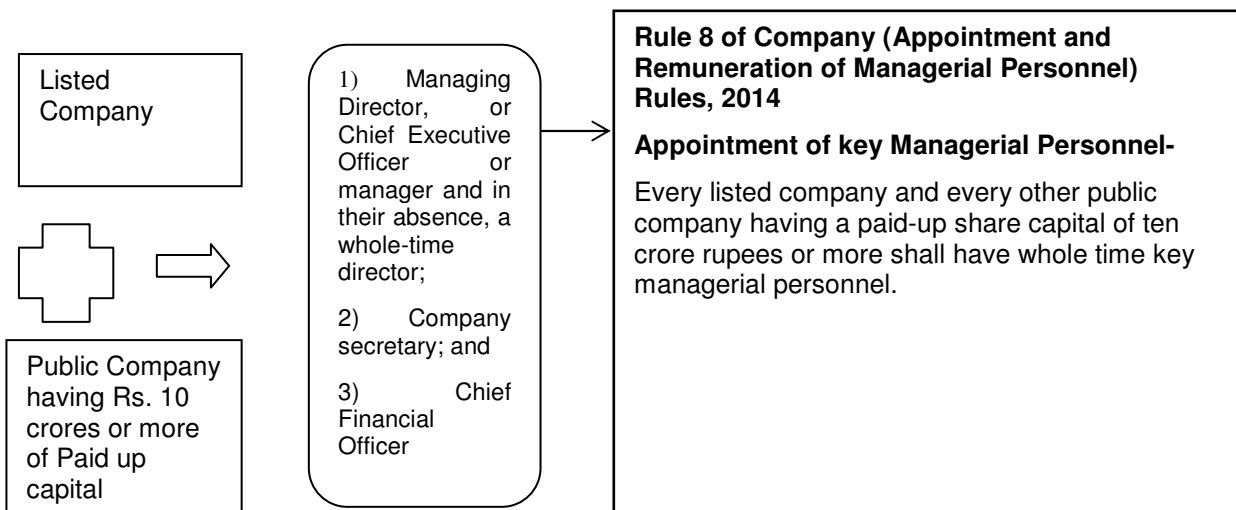 Listed
Company
Public Company
having Rs. 10
crores or more
of Paid up
capital
1) Managing
Director, or
Chief Executive
Officer or
manager and in
their absence, a
whole-time
director;
2) Company
secretary; and
3) Chief
Financial
Officer
Rule 8 of Company (Appointment and
Remuneration of Managerial Personnel)
Rules, 2014
Appointment of key Managerial Personnel-
Every listed company and every other public
company having a paid-up share capital of ten
crore rupees or more shall have whole time key
managerial personnel.